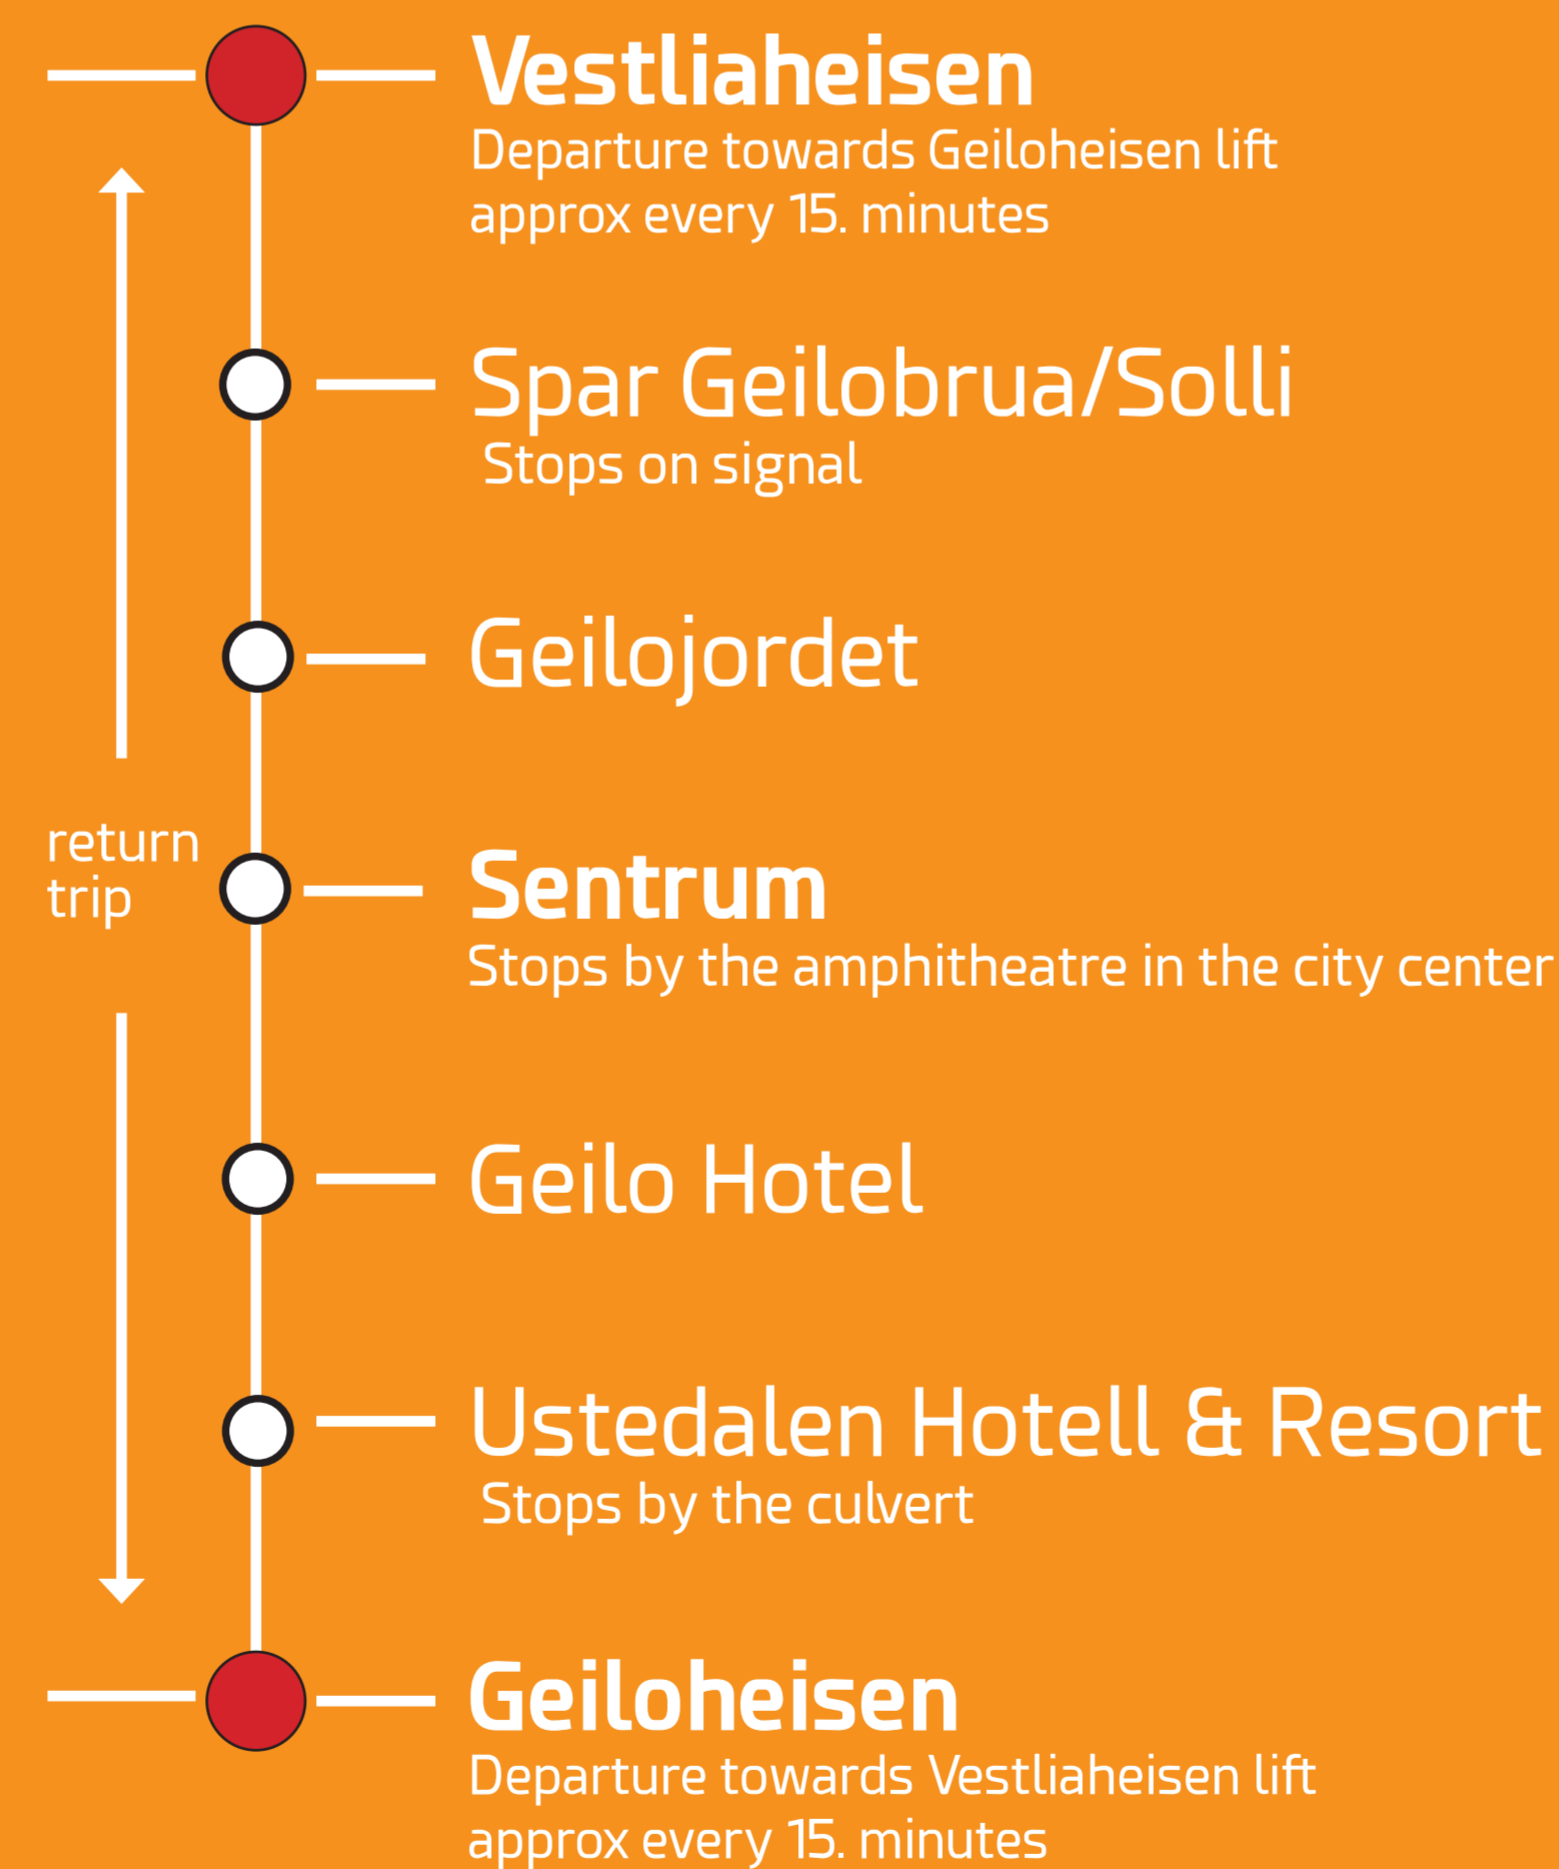 Vestliaheisen
Departure towards Geiloheisen lift
approx every 15. minutes
Spar Geilobrua/Solli
Stops on signal
Geilojordet
return
trip
Sentrum
Stops by the amphitheatre in the city center
Geilo Hotel
Ustedalen Hotell & Resort
Stops by the culvert
Geiloheisen
Departure towards Vestliaheisen lift
approx every 15. minutes